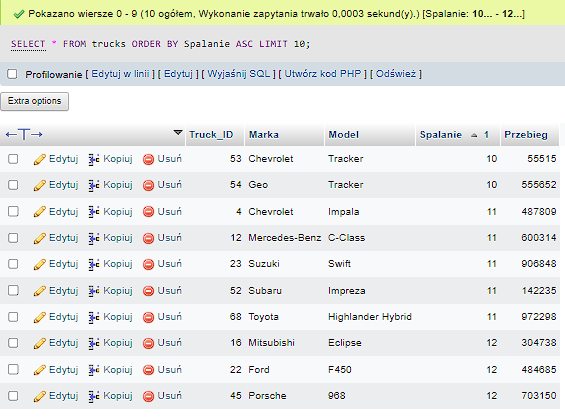 Pokazano wiersze 0 - 9 (10 ogółem, Wykonanie zapytania trwało 0,0003 sekund(y).) [Spalanie: 10... - 12...]
SELECT * FROM trucks ORDER BY Spalanie ASC LIMIT 10;
Profilowanie [ Edytuj w linii ] [ Edytuj ] [ Wyjaśnij SQL ] [ Utwórz kod PHP ] [ Odśwież ]
Extra options
←T→ Truck_ID Marka Model Spalanie 1 Przebieg
Edytuj Kopiuj Usuń 53 Chevrolet Tracker 10 55515
Edytuj Kopiuj Usuń 54 Geo Tracker 10 555652
Edytuj Kopiuj Usuń 4 Chevrolet Impala 11 487809
Edytuj Kopiuj Usuń 12 Mercedes-Benz C-Class 11 600314
Edytuj Kopiuj Usuń 23 Suzuki Swift 11 906848
Edytuj Kopiuj Usuń 52 Subaru Impreza 11 142235
Edytuj Kopiuj Usuń 68 Toyota Highlander Hybrid 11 972298
Edytuj Kopiuj Usuń 16 Mitsubishi Eclipse 12 304738
Edytuj Kopiuj Usuń 22 Ford F450 12 484685
Edytuj Kopiuj Usuń 45 Porsche 968 12 703150